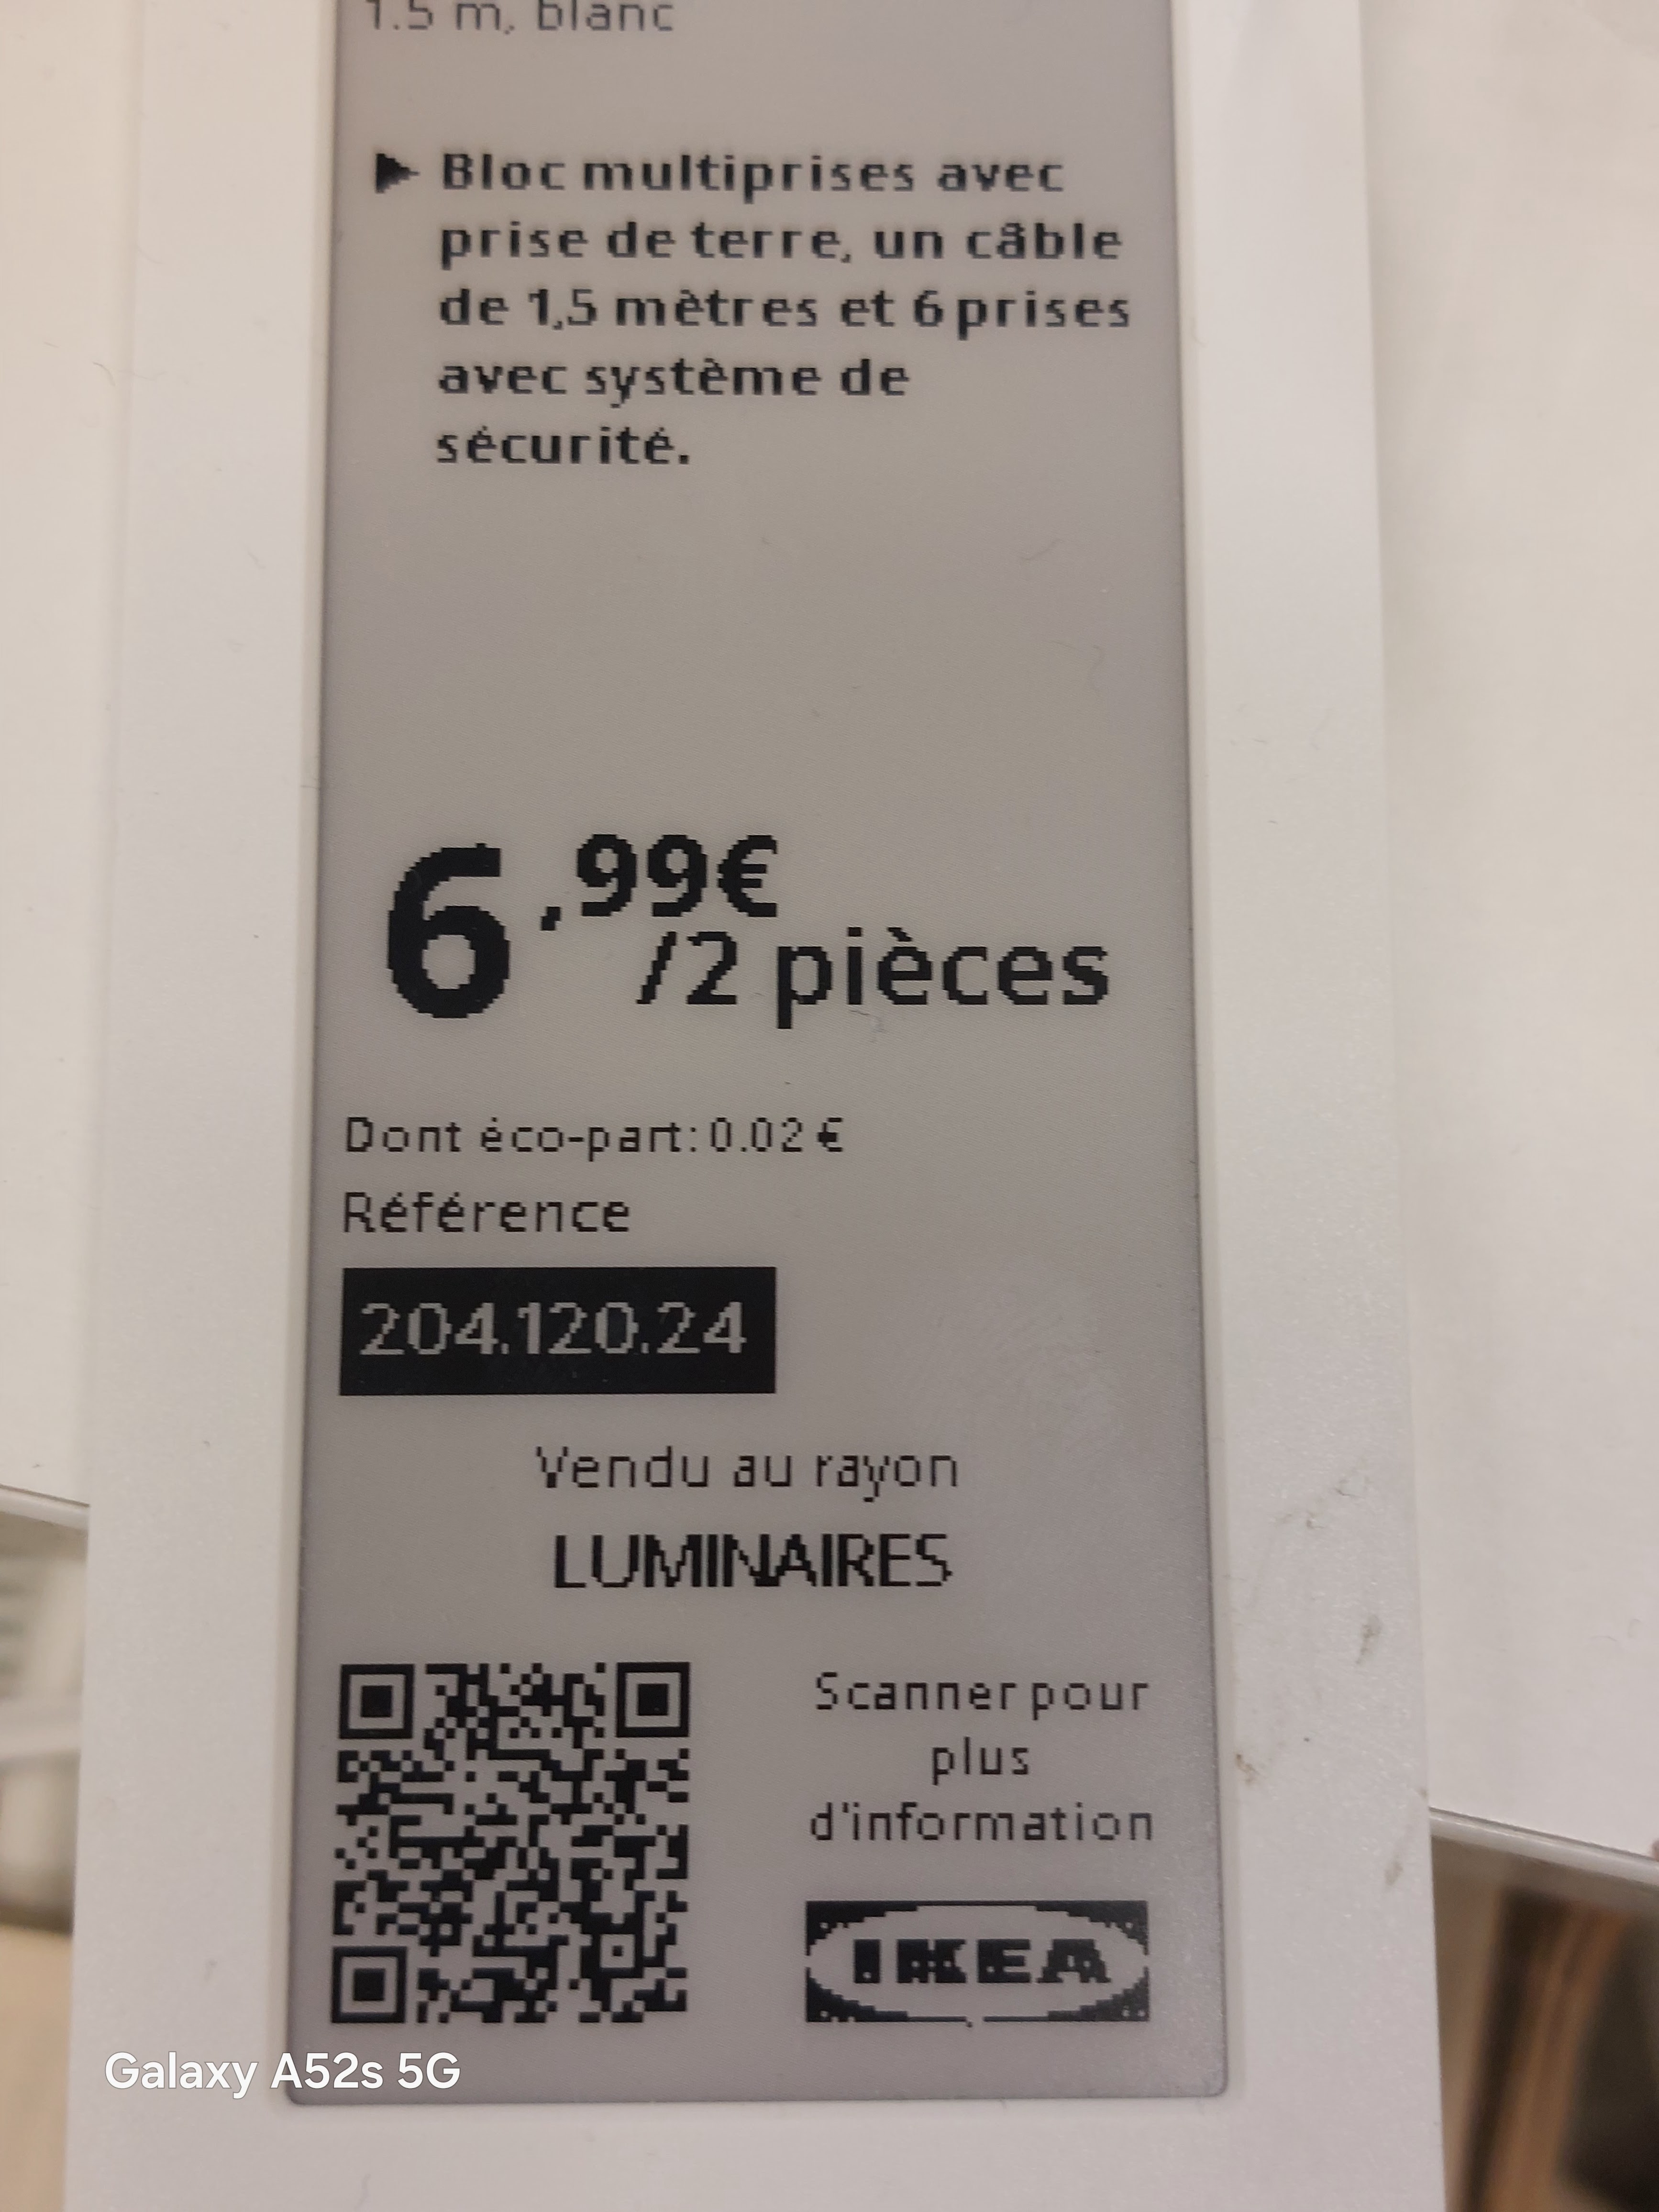 1.5 m, blanc
► Bloc multiprises avec
prise de terre, un câble
de 1,5 mètres et 6 prises
avec système de
sécurité.
6,99€
/2 pièces
Dont éco-part: 0.02 €
Référence
204.120.24
Vendu au rayon
LUMINAIRES
Scanner pour
plus
d'information
IKEA
Galaxy A52s 5G